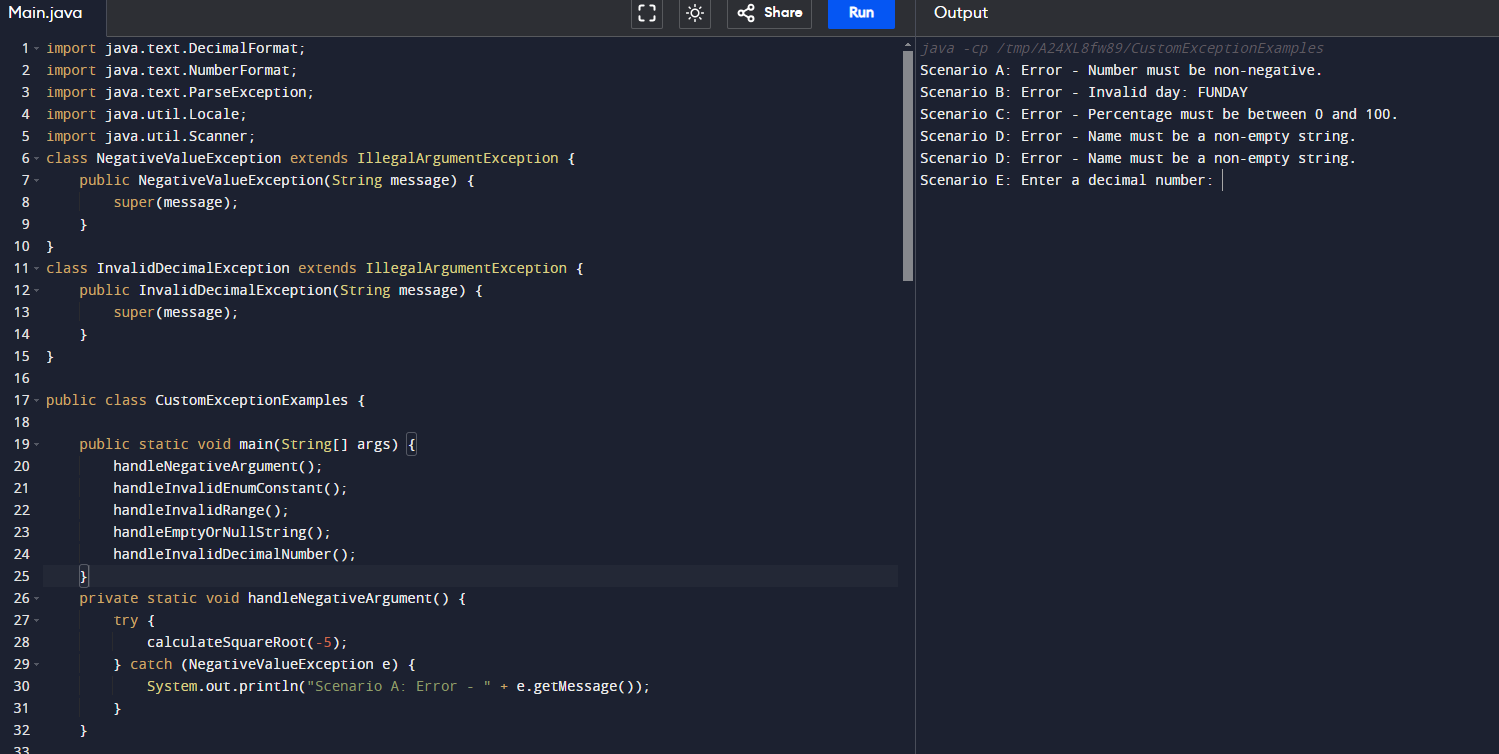 Main.java
Share
Run
Output
1 import java.text.DecimalFormat;
2 import java.text.NumberFormat;
3 import java.text.ParseException;
4 import java.util.Locale;
5 import java.util.Scanner;
6 class NegativeValueException extends IllegalArgumentException {
7     public NegativeValueException(String message) {
8         super(message);
9     }
10 }
11 class InvalidDecimalException extends IllegalArgumentException {
12     public InvalidDecimalException(String message) {
13         super(message);
14     }
15 }
16
17 public class CustomExceptionExamples {
18
19     public static void main(String[] args) {
20         handleNegativeArgument();
21         handleInvalidEnumConstant();
22         handleInvalidRange();
23         handleEmptyOrNullString();
24         handleInvalidDecimalNumber();
25     }
26     private static void handleNegativeArgument() {
27         try {
28             calculateSquareRoot(-5);
29         } catch (NegativeValueException e) {
30             System.out.println("Scenario A: Error - " + e.getMessage());
31         }
32     }
33
java -cp /tmp/A24XL8fw89/CustomExceptionExamples
Scenario A: Error - Number must be non-negative.
Scenario B: Error - Invalid day: FUNDAY
Scenario C: Error - Percentage must be between 0 and 100.
Scenario D: Error - Name must be a non-empty string.
Scenario D: Error - Name must be a non-empty string.
Scenario E: Enter a decimal number: